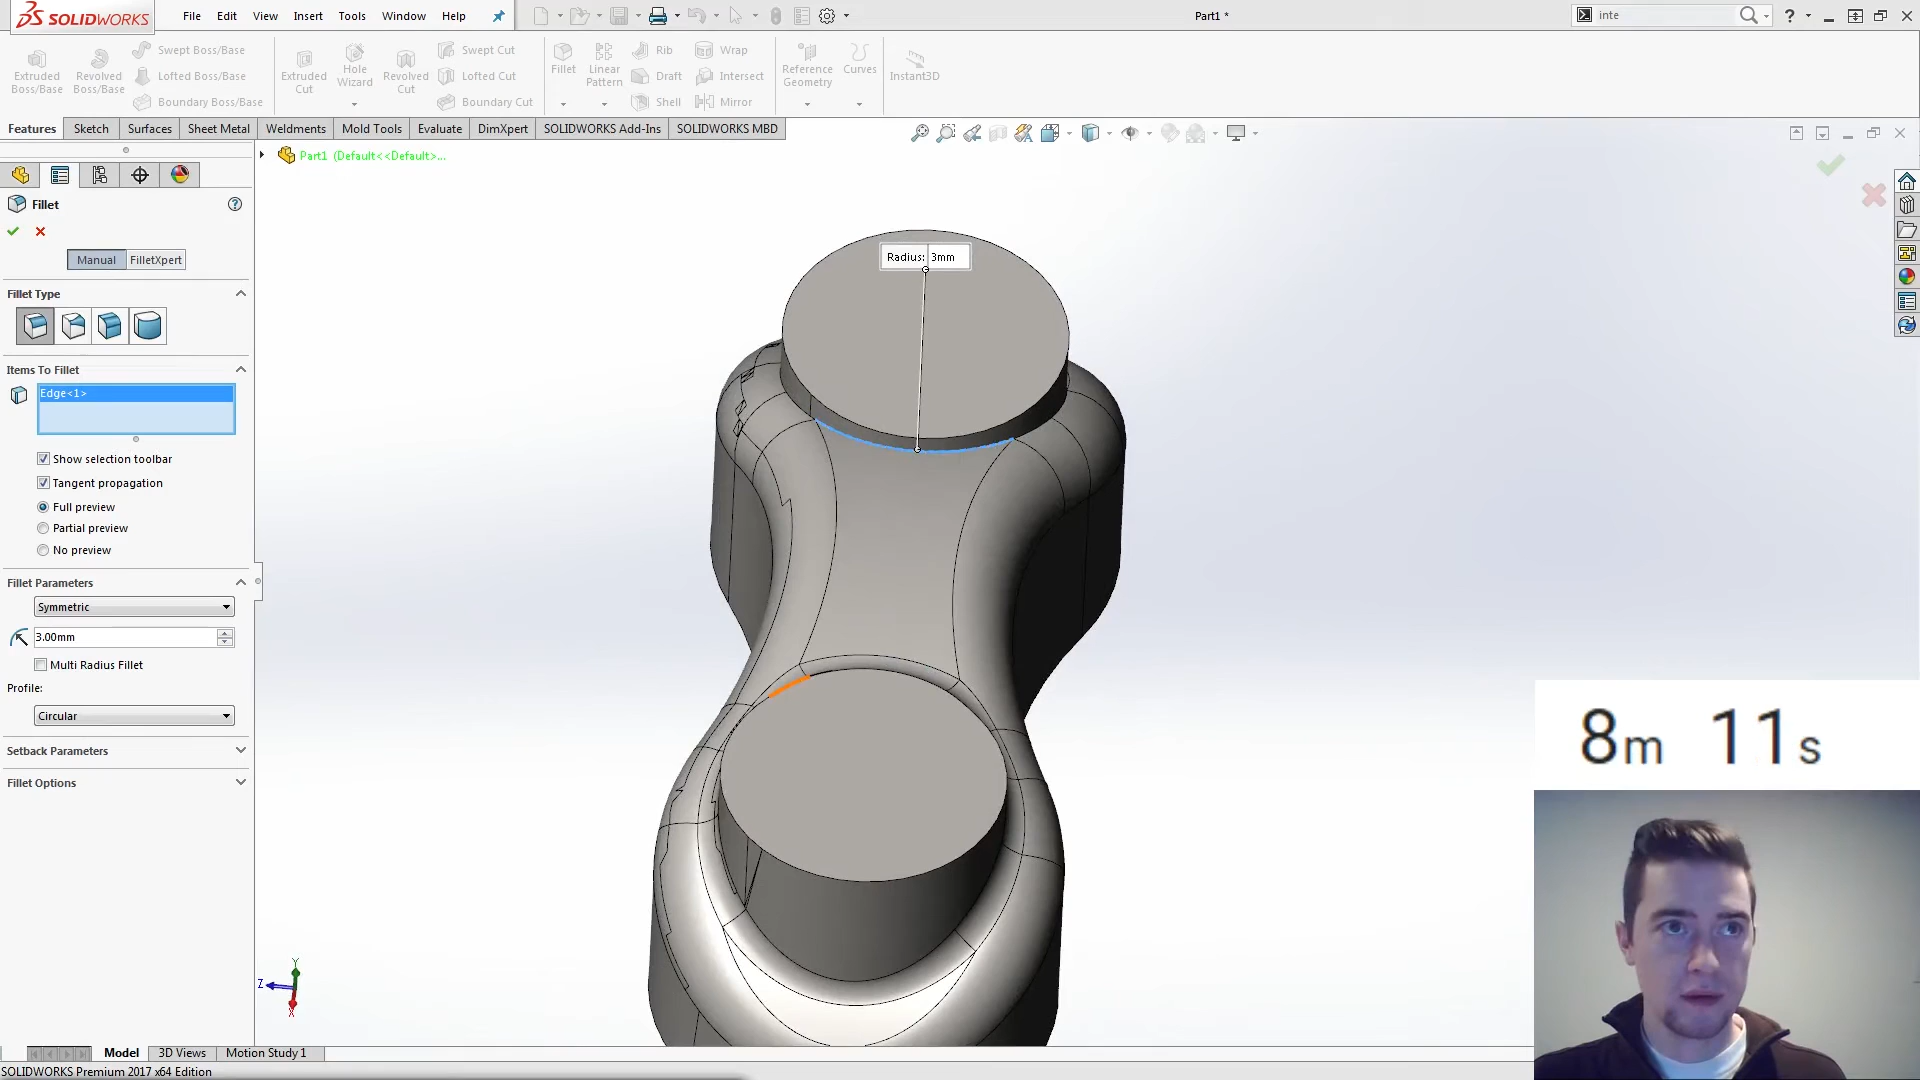 SOLIDWORKS
File Edit View Insert Tools Window Help
Part1 *
inte
Extruded Boss/Base
Revolved Boss/Base
Swept Boss/Base
Lofted Boss/Base
Boundary Boss/Base
Extruded Cut
Hole Wizard
Revolved Cut
Swept Cut
Lofted Cut
Boundary Cut
Fillet
Linear Pattern
Rib
Draft
Shell
Wrap
Intersect
Mirror
Reference Geometry
Curves
Instant3D
Features Sketch Surfaces Sheet Metal Weldments Mold Tools Evaluate DimXpert SOLIDWORKS Add-Ins SOLIDWORKS MBD
Part1 (Default<<Default>...
Fillet
Manual FilletXpert
Fillet Type
Items To Fillet
Edge<1>
Show selection toolbar
Tangent propagation
Full preview
Partial preview
No preview
Fillet Parameters
Symmetric
3.00mm
Multi Radius Fillet
Profile:
Circular
Setback Parameters
Fillet Options
Radius: 3mm
8m 11s
Y
Z
X
Model 3D Views Motion Study 1
SOLIDWORKS Premium 2017 x64 Edition